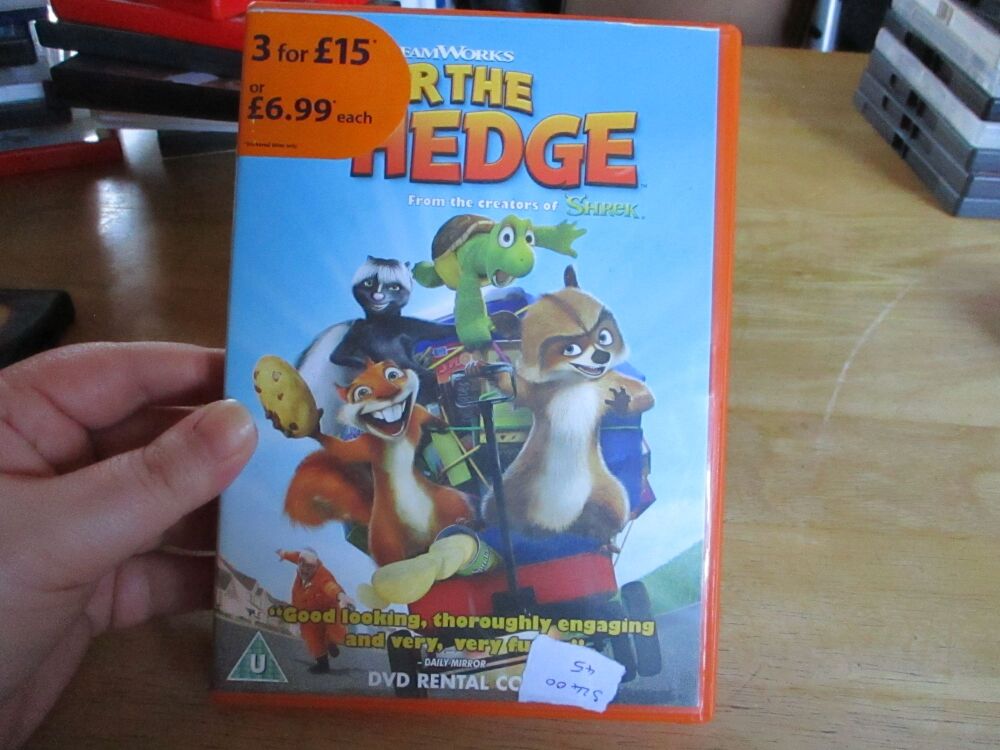 3 for £15*
or
£6.99* each
EAMWORKS
R THE
HEDGE
From the creators of SHREK
"Good looking, thoroughly engaging
and very, very fu
- DAILY MIRROR
U
DVD RENTAL CO